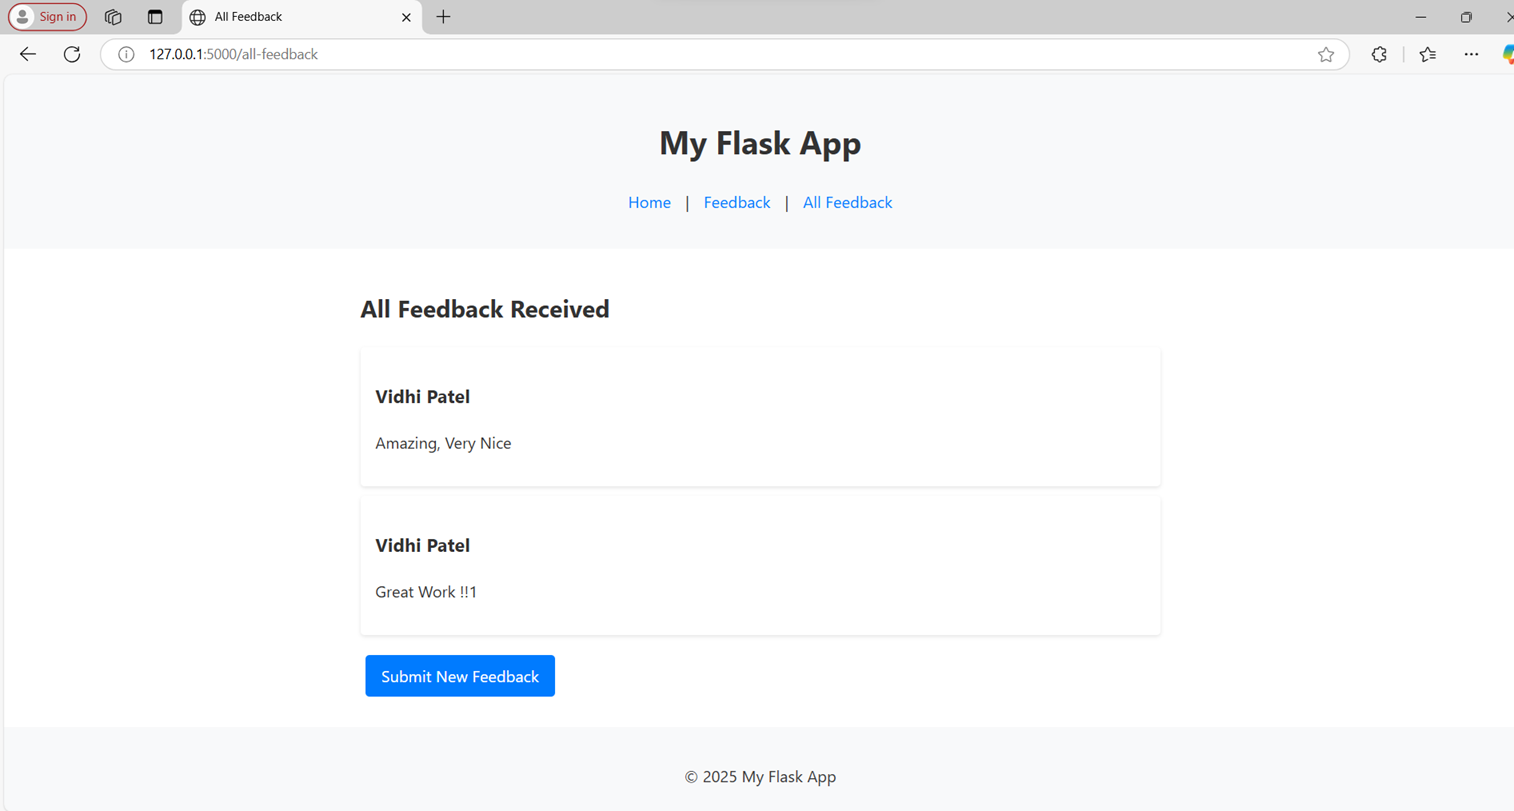 Sign in
All Feedback
127.0.0.1:5000/all-feedback
My Flask App
Home | Feedback | All Feedback
All Feedback Received
Vidhi Patel
Amazing, Very Nice
Vidhi Patel
Great Work !!1
Submit New Feedback
© 2025 My Flask App